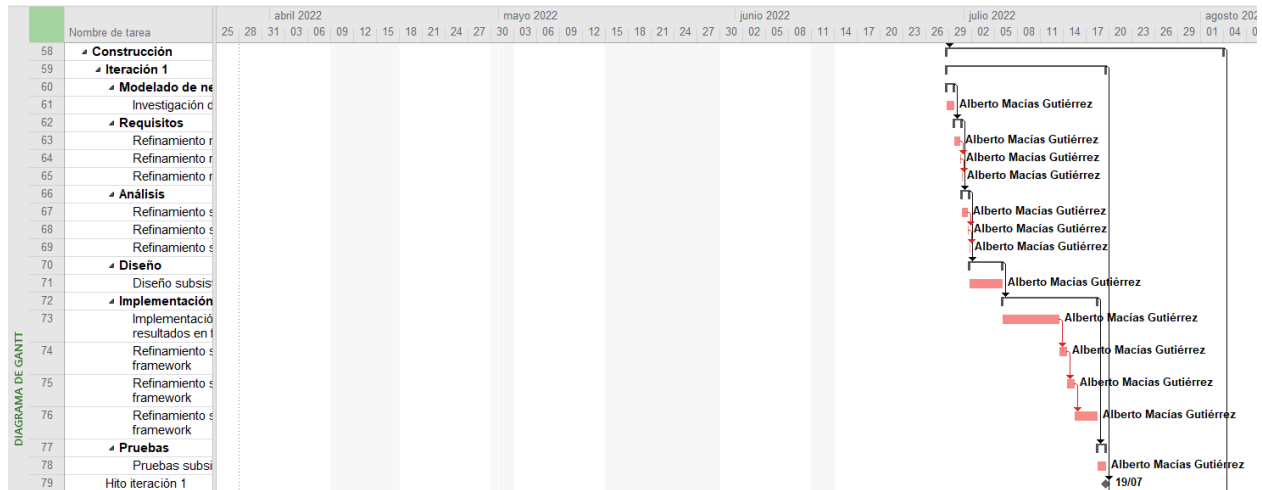 abril 2022 mayo 2022 junio 2022 julio 2022 agosto 202
Nombre de tarea 25 28 31 03 06 09 12 15 18 21 24 27 30 03 06 09 12 15 18 21 24 27 30 02 05 08 11 14 17 20 23 26 29 02 05 08 11 14 17 20 23 26 29 01 04 0
58 Construcción
59 Iteración 1
60 Modelado de ne
61 Investigación d Alberto Macías Gutiérrez
62 Requisitos
63 Refinamiento r Alberto Macías Gutiérrez
64 Refinamiento r Alberto Macías Gutiérrez
65 Refinamiento r Alberto Macías Gutiérrez
66 Análisis
67 Refinamiento s Alberto Macías Gutiérrez
68 Refinamiento s Alberto Macías Gutiérrez
69 Refinamiento s Alberto Macías Gutiérrez
70 Diseño
71 Diseño subsis Alberto Macías Gutiérrez
72 Implementación
73 Implementació Alberto Macías Gutiérrez
resultados en f
74 Refinamiento s Alberto Macías Gutiérrez
framework
75 Refinamiento s Alberto Macías Gutiérrez
framework
76 Refinamiento s Alberto Macías Gutiérrez
framework
77 Pruebas
78 Pruebas subsi Alberto Macías Gutiérrez
79 Hito iteración 1 19/07
DIAGRAMA DE GANTT